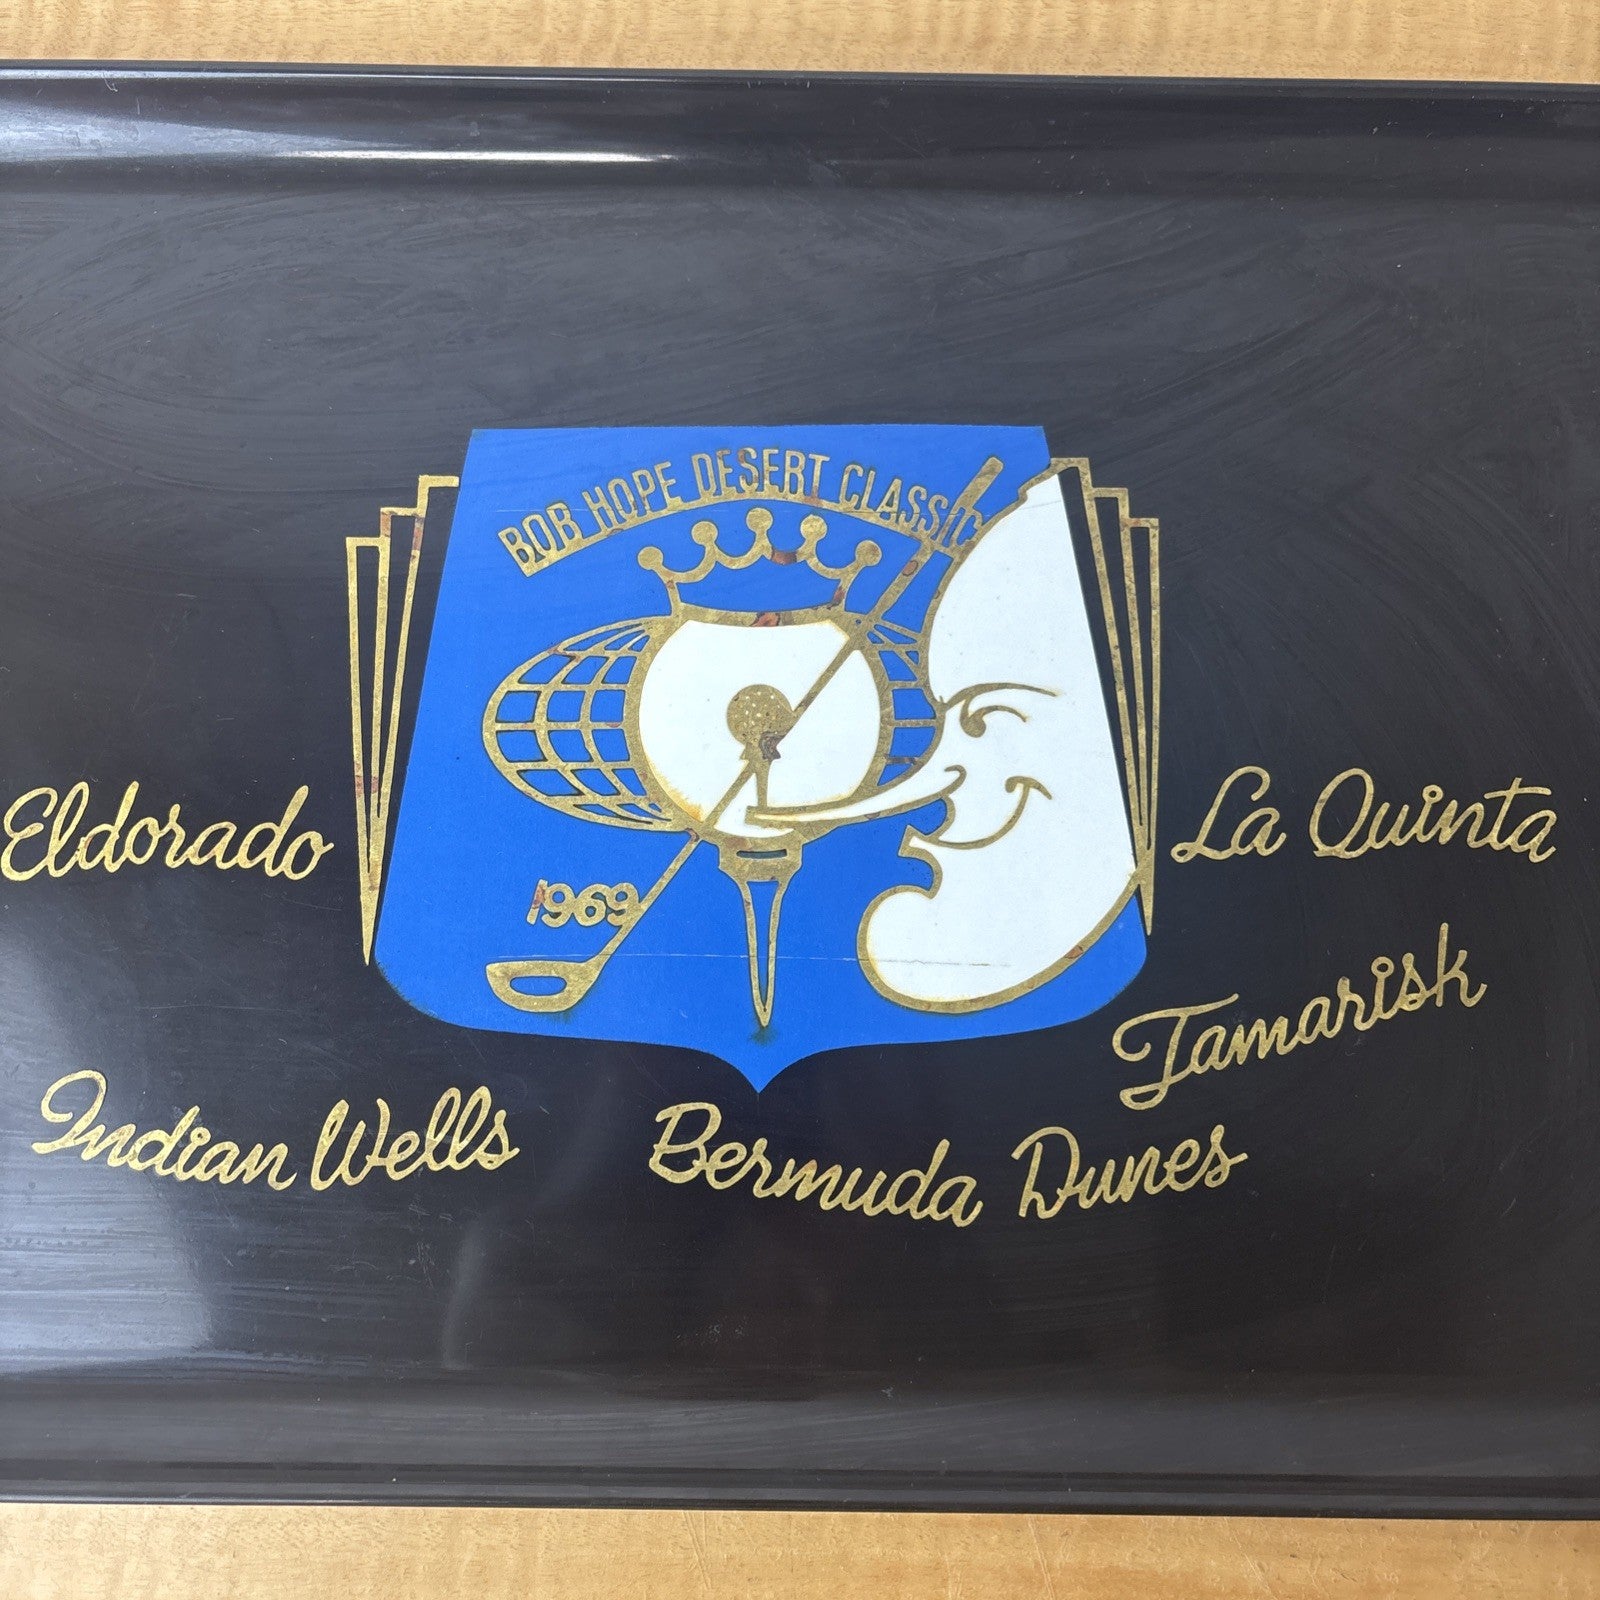 BOB HOPE DESERT CLASSIC
1969
Eldorado
La Quinta
Tamarisk
Indian Wells
Bermuda Dunes